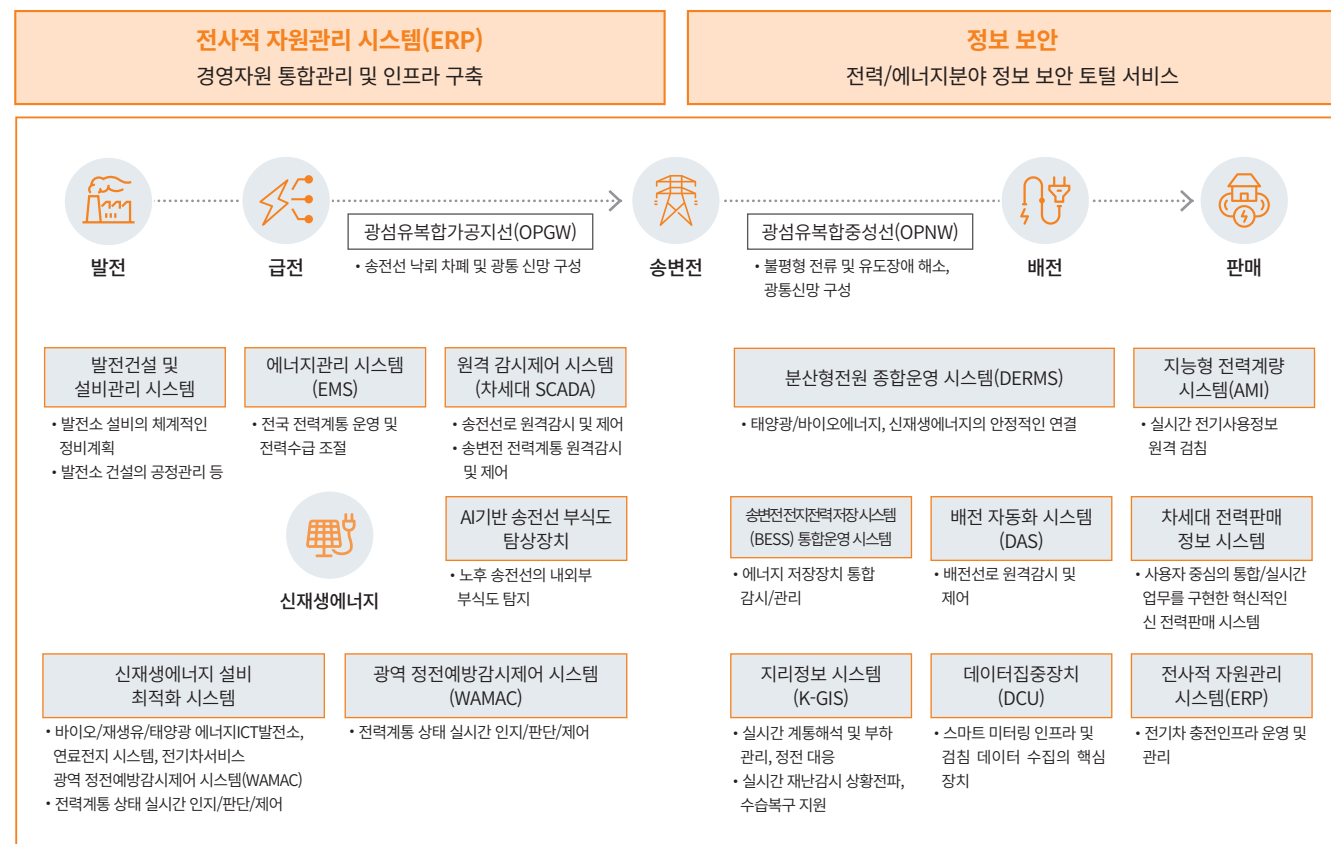 전사적 자원관리 시스템(ERP)
경영자원 통합관리 및 인프라 구축
정보 보안
전력/에너지분야 정보 보안 토털 서비스
발전
급전
광섬유복합가공지선(OPGW)
• 송전선 낙뢰 차폐 및 광통 신망 구성
송변전
광섬유복합중성선(OPNW)
• 불평형 전류 및 유도장애 해소,
광통신망 구성
배전
판매
발전건설 및
설비관리 시스템
• 발전소 설비의 체계적인
정비계획
• 발전소 건설의 공정관리 등
에너지관리 시스템
(EMS)
• 전국 전력계통 운영 및
전력수급 조절
원격 감시제어 시스템
(차세대 SCADA)
• 송전선로 원격감시 및 제어
• 송변전 전력계통 원격감시
및 제어
분산형전원 종합운영 시스템(DERMS)
• 태양광/바이오에너지, 신재생에너지의 안정적인 연결
지능형 전력계량
시스템(AMI)
• 실시간 전기사용정보
원격 검침
신재생에너지
AI기반 송전선 부식도
탐상장치
• 노후 송전선의 내외부
부식도 탐지
송변전 전지전력저장 시스템
(BESS) 통합운영 시스템
• 에너지 저장장치 통합
감시/관리
배전 자동화 시스템
(DAS)
• 배전선로 원격감시 및
제어
차세대 전력판매
정보 시스템
• 사용자 중심의 통합/실시간
업무를 구현한 혁신적인
신 전력판매 시스템
신재생에너지 설비
최적화 시스템
• 바이오/재생유/태양광 에너지ICT발전소,
연료전지 시스템, 전기차서비스
광역 정전예방감시제어 시스템(WAMAC)
• 전력계통 상태 실시간 인지/판단/제어
광역 정전예방감시제어 시스템
(WAMAC)
• 전력계통 상태 실시간 인지/판단/제어
지리정보 시스템
(K-GIS)
• 실시간 계통해석 및 부하
관리, 정전 대응
• 실시간 재난감시 상황전파,
수습복구 지원
데이터집중장치
(DCU)
• 스마트 미터링 인프라 및
검침 데이터 수집의 핵심
장치
전사적 자원관리
시스템(ERP)
• 전기차 충전인프라 운영 및
관리